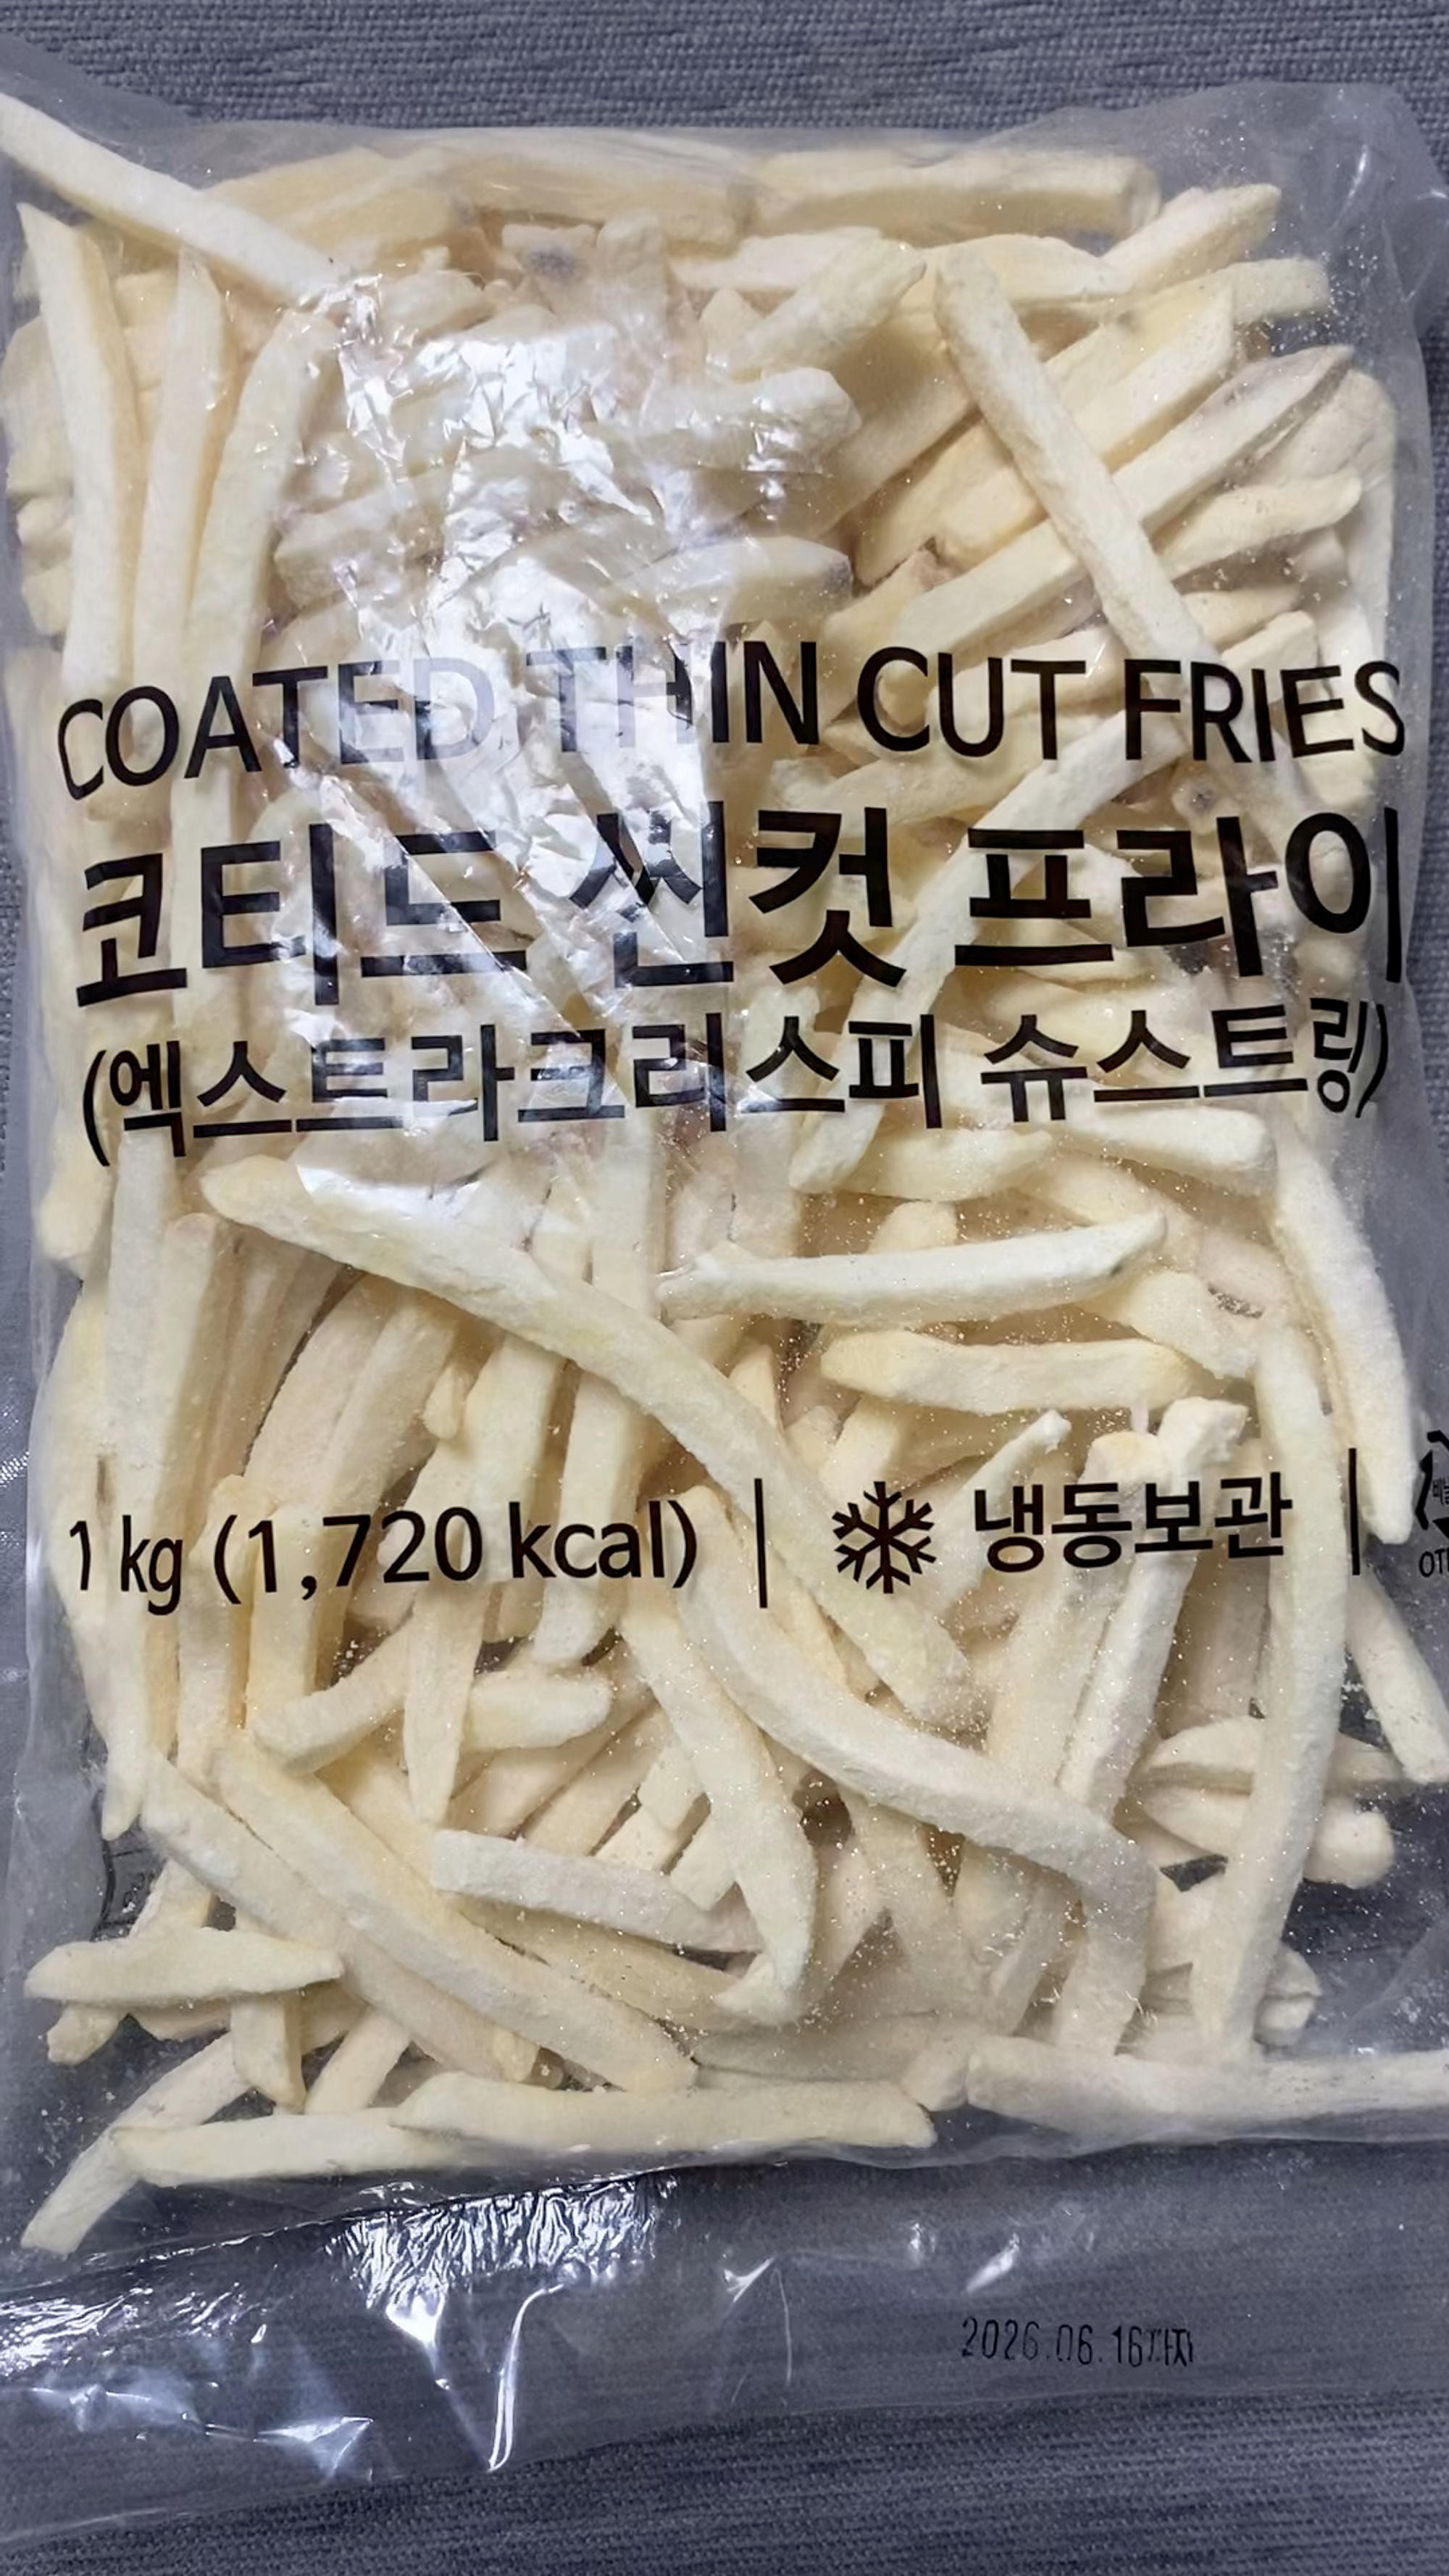 COATED THIN CUT FRIES
코티드 씬컷 프라이
(엑스트라크리스피 슈스트링)
1 kg (1,720 kcal) | 냉동보관 |
2026.06.16까지